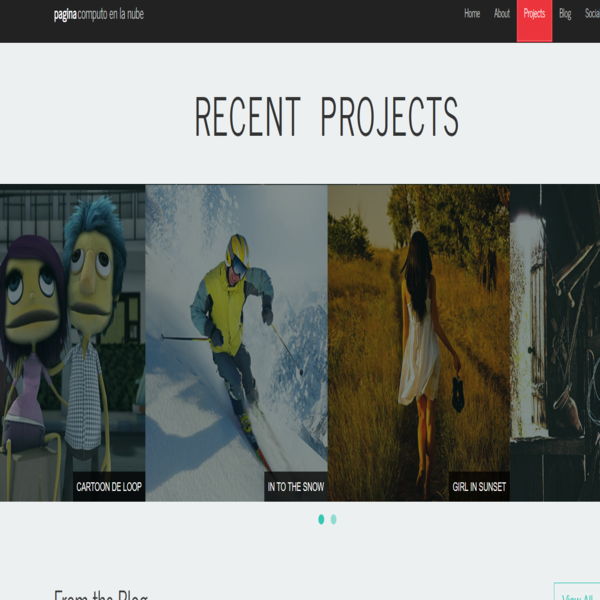 pagina computo en la nube
Home About Projects Blog Social
RECENT PROJECTS
CARTOON DE LOOP
IN TO THE SNOW
GIRL IN SUNSET
From the Blog
View All